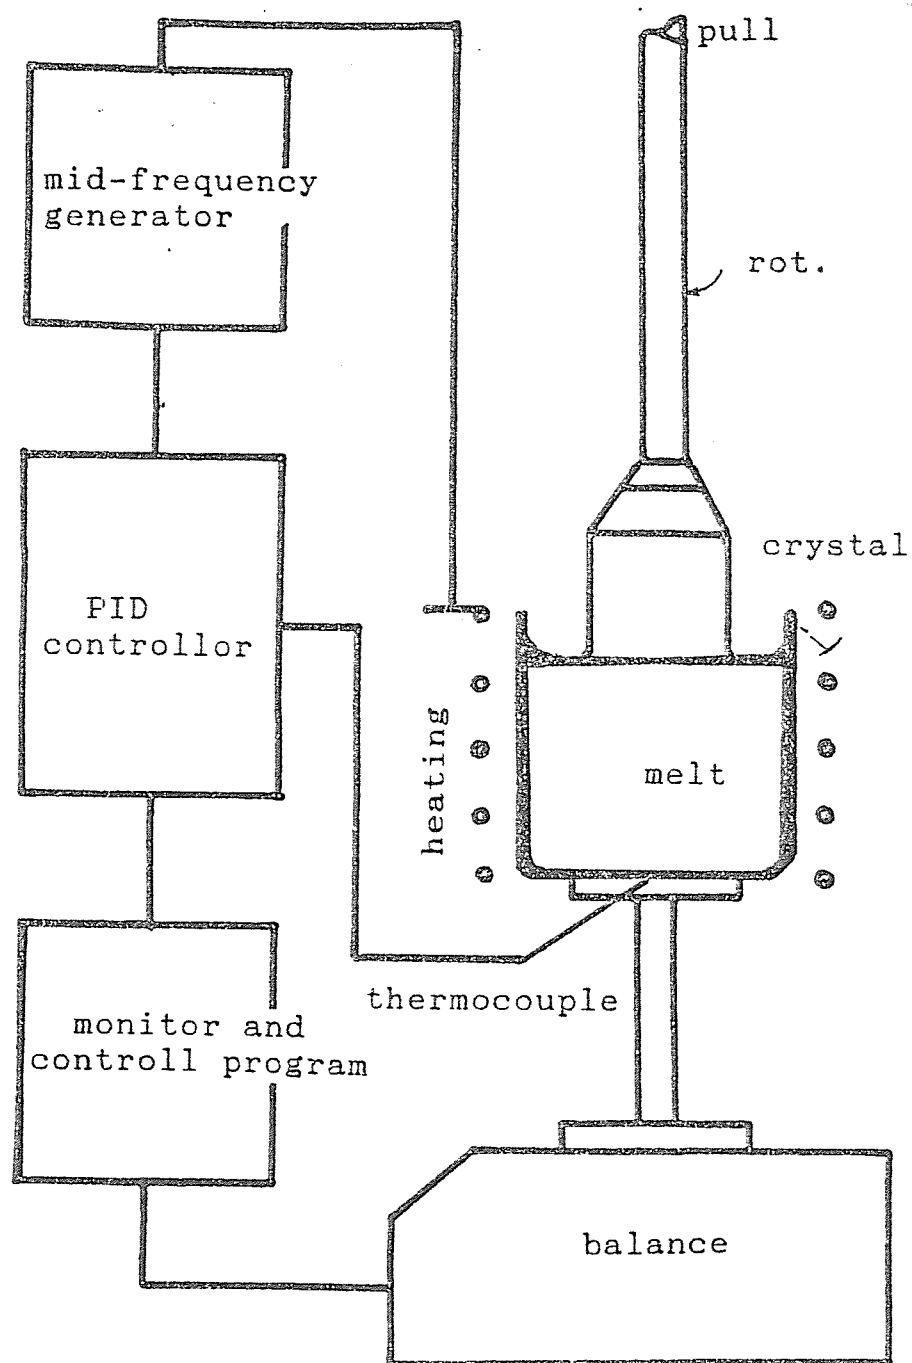 pull
mid-frequency
generator
rot.
crystal
PID
controllor
heating
melt
thermocouple
monitor and
controll program
balance